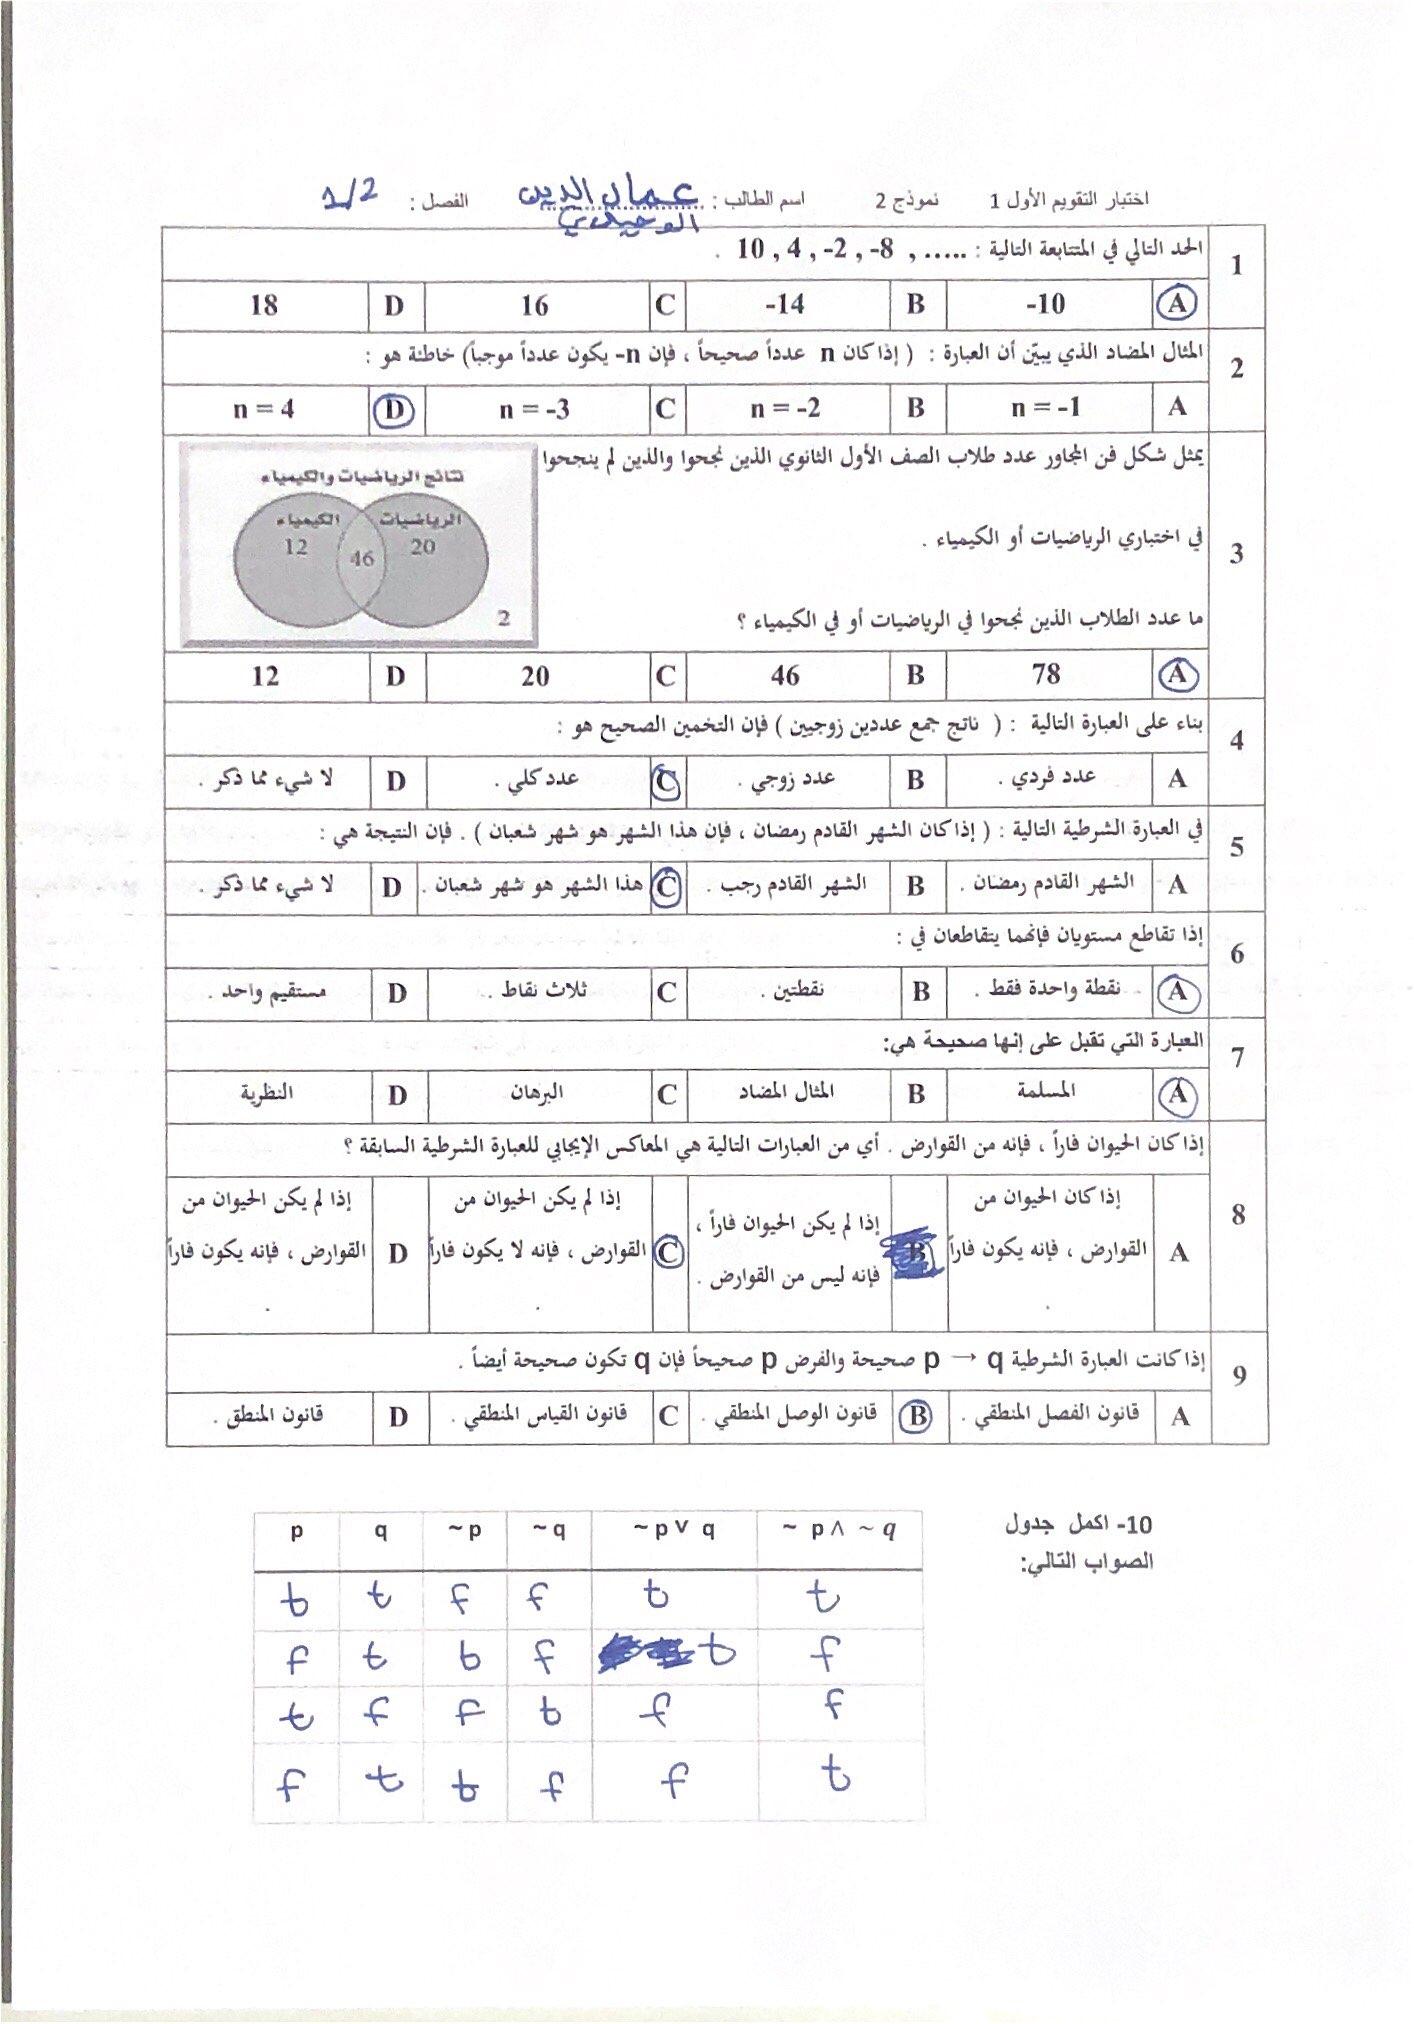 اختبار التقويم الأول 1 نموذج 2 اسم الطالب : عماد الدين الفصل : 1/2
1 الحد التالي في المتتابعة التالية : 10 , 4 , -2 , -8 , ..... .
A -10 B -14 C 16 D 18
2 المثال المضاد الذي يبيّن أن العبارة : ( إذا كان n عدداً صحيحاً ، فإن n- يكون عدداً موجباً) خاطئة هو :
A n = -1 B n = -2 C n = -3 D n = 4
3 يمثل شكل فن المجاور عدد طلاب الصف الأول الثانوي الذين نجحوا والذين لم ينجحوا
في اختباري الرياضيات أو الكيمياء .
ما عدد الطلاب الذين نجحوا في الرياضيات أو في الكيمياء ؟
نتائج الرياضيات والكيمياء
الرياضيات الكيمياء
20 46 12
2
A 78 B 46 C 20 D 12
4 بناء على العبارة التالية : ( ناتج جمع عددين زوجيين ) فإن التخمين الصحيح هو :
A عدد فردي . B عدد زوجي . C عدد كلي . D لا شيء مما ذكر .
5 في العبارة الشرطية التالية : ( إذا كان الشهر القادم رمضان ، فإن هذا الشهر هو شهر شعبان ) . فإن النتيجة هي :
A الشهر القادم رمضان . B الشهر القادم رجب . C هذا الشهر هو شهر شعبان . D لا شيء مما ذكر .
6 إذا تقاطع مستويان فإنهما يتقاطعان في :
A نقطة واحدة فقط . B نقطتين . C ثلاث نقاط . D مستقيم واحد .
7 العبارة التي تقبل على إنها صحيحة هي:
A المسلمة B المثال المضاد C البرهان D النظرية
8 إذا كان الحيوان فاراً ، فإنه من القوارض . أي من العبارات التالية هي المعاكس الإيجابي للعبارة الشرطية السابقة ؟
A إذا كان الحيوان من القوارض ، فإنه يكون فاراً . B إذا لم يكن الحيوان فاراً ، فإنه ليس من القوارض . C إذا لم يكن الحيوان من القوارض ، فإنه لا يكون فاراً . D إذا لم يكن الحيوان من القوارض ، فإنه يكون فاراً .
9 إذا كانت العبارة الشرطية p → q صحيحة والفرض p صحيحاً فإن q تكون صحيحة أيضاً .
A قانون الفصل المنطقي . B قانون الوصل المنطقي . C قانون القياس المنطقي . D قانون المنطق .
10- اكمل جدول
الصواب التالي:
p q ~p ~q ~p ∨ q ~ p ∧ ~ q
t t f f t t
f t t f t f
t f f t f f
f t t f f t